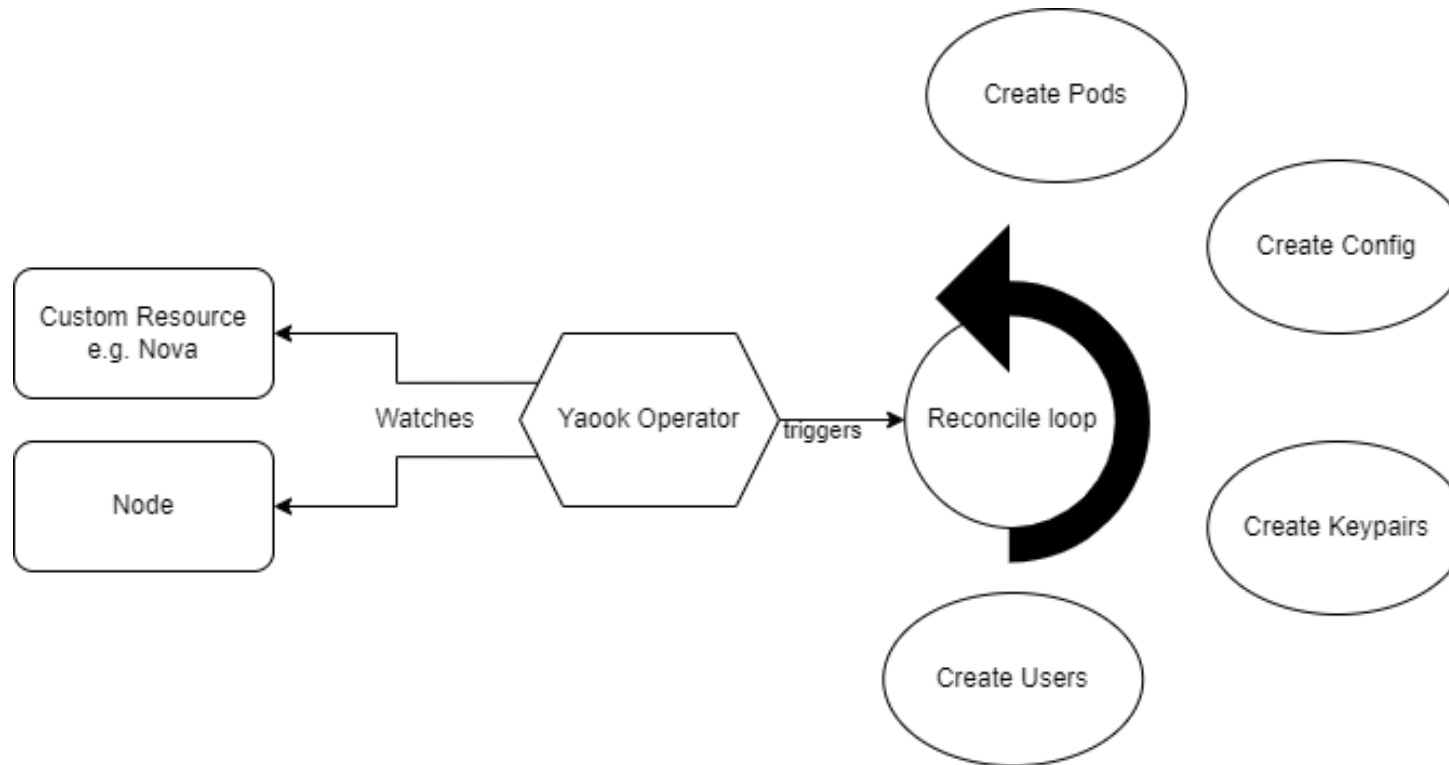 Create Pods
Create Config
Custom Resource
e.g. Nova
Watches
Yaook Operator
triggers
Reconcile loop
Node
Create Keypairs
Create Users